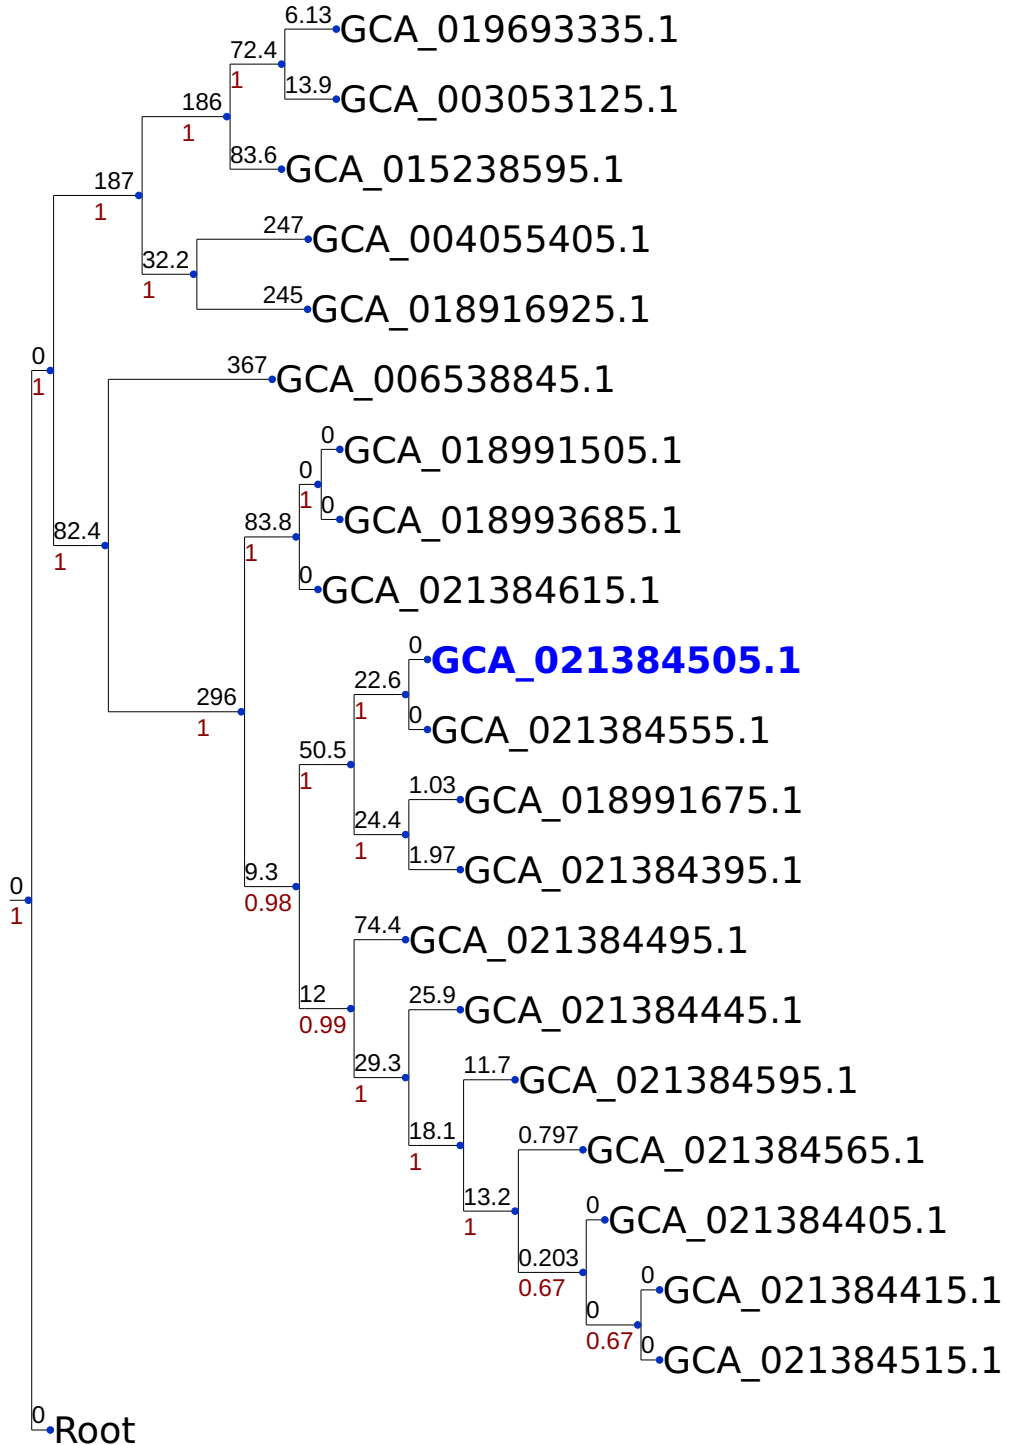 6.13
GCA_019693335.1
72.4
1
13.9
GCA_003053125.1
186
1
83.6
GCA_015238595.1
187
1
247
GCA_004055405.1
32.2
1
245
GCA_018916925.1
0
1
367
GCA_006538845.1
0
GCA_018991505.1
0
1
0
GCA_018993685.1
83.8
1
82.4
1
0
GCA_021384615.1
0
GCA_021384505.1
22.6
1
296
1
0
GCA_021384555.1
50.5
1
1.03
GCA_018991675.1
24.4
1
1.97
GCA_021384395.1
9.3
0.98
0
1
74.4
GCA_021384495.1
12
0.99
25.9
GCA_021384445.1
29.3
1
11.7
GCA_021384595.1
18.1
1
0.797
GCA_021384565.1
13.2
1
0
GCA_021384405.1
0.203
0.67
0
GCA_021384415.1
0
0.67
0
GCA_021384515.1
0
Root